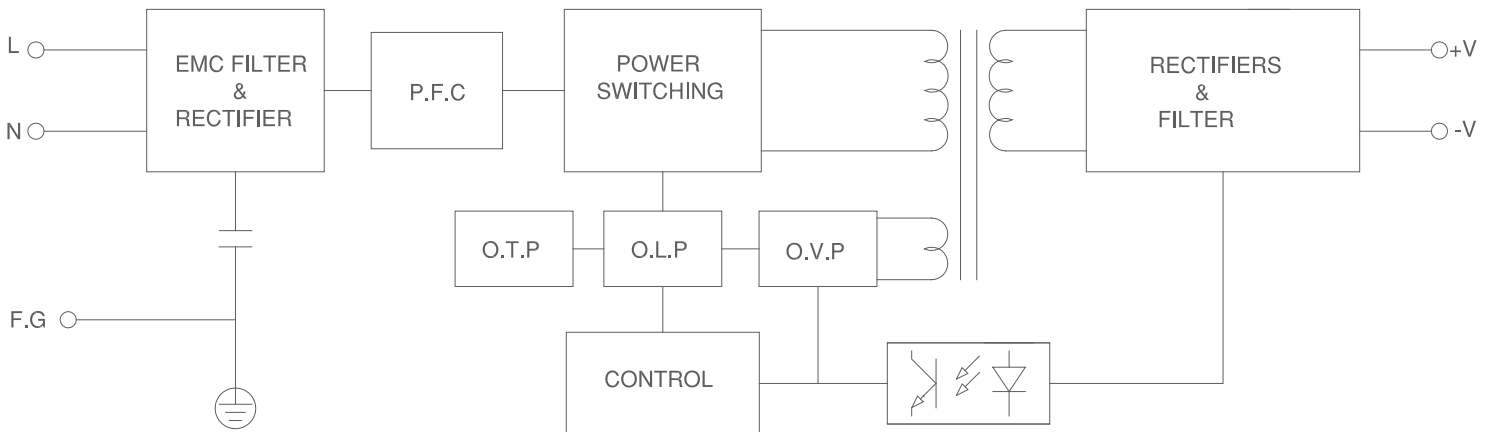 L
N
F.G
EMC FILTER
&
RECTIFIER
P.F.C
POWER
SWITCHING
RECTIFIERS
&
FILTER
+V
-V
O.T.P
O.L.P
O.V.P
CONTROL